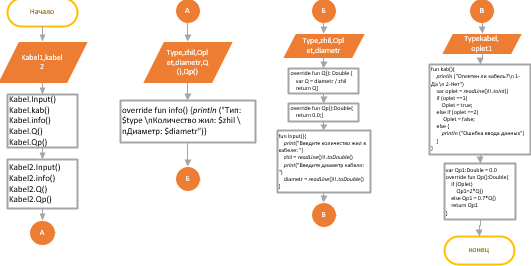 Начало
Kabel1,kabel
2
Kabel.Input()
Kabel.kab()
Kabel.info()
Kabel.Q()
Kabel.Qp()
Kabel2.Input()
Kabel2.info()
Kabel2.Q()
Kabel2.Qp()
А
А
Type,zhil,Opl
et,diametr,Q
(),Qp()
override fun info() {println ("Тип:
$type \nКоличество жил: $zhil \
nДиаметр: $diametr"))
Б
Б
Type,zhil,Opl
et,diametr
override fun Q(): Double {
var Q = diametr / zhil
return Q}
override fun Qp():Double{
return 0.0;}
fun Input(){
print("Введите количество жил в
кабеле: ")
zhil = readLine()!!.toDouble()
print("Введите диаметр кабеля:
")
diametr = readLine()!!.toDouble()
}
В
В
Typekabel,
oplet1
fun kab(){
println ("Оплетен ли кабель?\n 1-
Да \n 2-Нет")
var oplet = readLine()!!.toInt()
if (oplet ==1)
Oplet = true;
else if (oplet ==2)
Oplet = false;
else {
println ("Ошибка ввода данных")
}
}
var Qp1:Double = 0.0
override fun Qp():Double{
if (Oplet)
Qp1=2*Q()
else Qp1 = 0.7*Q()
return Qp1
}
конец